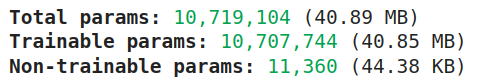 Total params: 10,719,104 (40.89 MB)
Trainable params: 10,707,744 (40.85 MB)
Non-trainable params: 11,360 (44.38 KB)